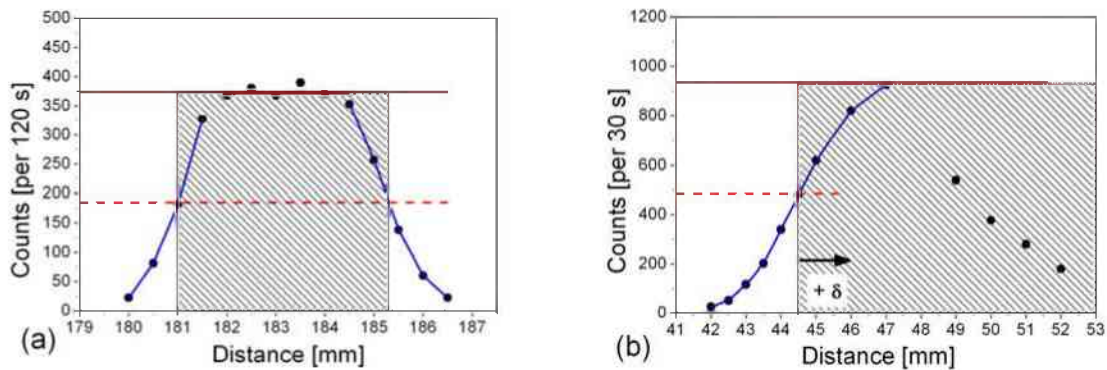 500
450
400
350
300
250
200
150
100
50
0
Counts [per 120 s]
179 180 181 182 183 184 185 186 187
(a)
Distance [mm]
1200
1000
800
600
400
200
0
Counts [per 30 s]
+ δ
41 42 43 44 45 46 47 48 49 50 51 52 53
(b)
Distance [mm]